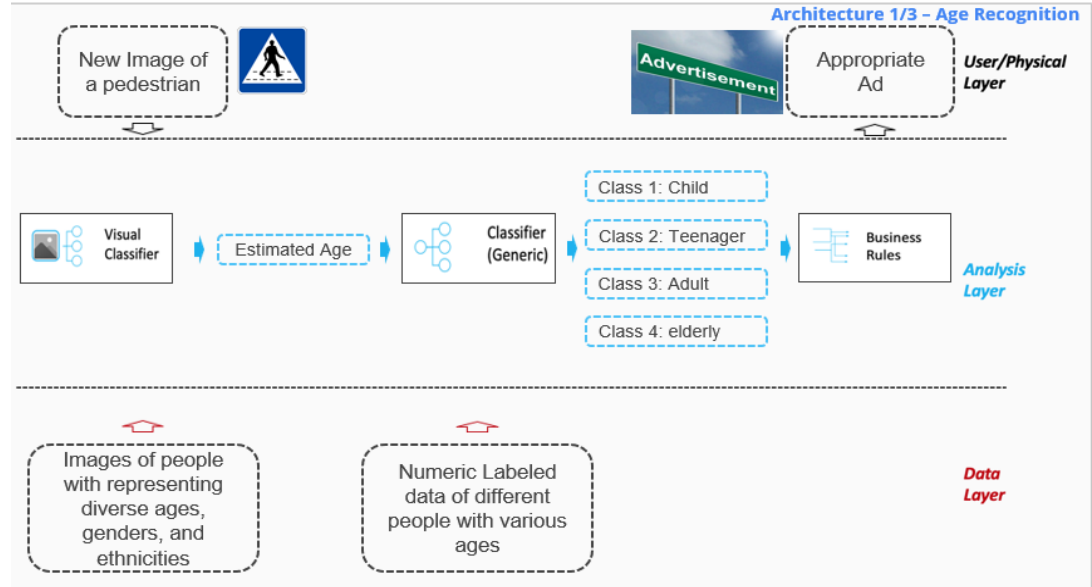 Architecture 1/3 – Age Recognition
New Image of
a pedestrian
Advertisement
Appropriate
Ad
User/Physical
Layer
Visual
Classifier
Estimated Age
Classifier
(Generic)
Class 1: Child
Class 2: Teenager
Class 3: Adult
Class 4: elderly
Business
Rules
Analysis
Layer
Images of people
with representing
diverse ages,
genders, and
ethnicities
Numeric Labeled
data of different
people with various
ages
Data
Layer